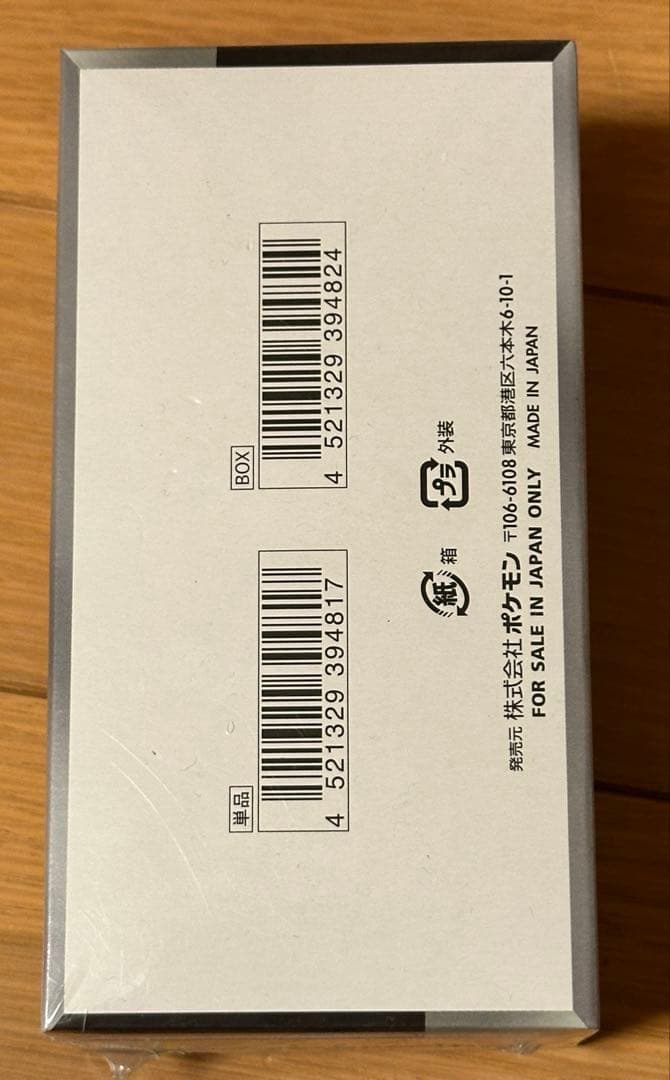 単品
4 521329 394817
BOX
4 521329 394824
紙 箱
プラ 外装
発売元 株式会社ポケモン 〒106-6108 東京都港区六本木6-10-1
FOR SALE IN JAPAN ONLY MADE IN JAPAN